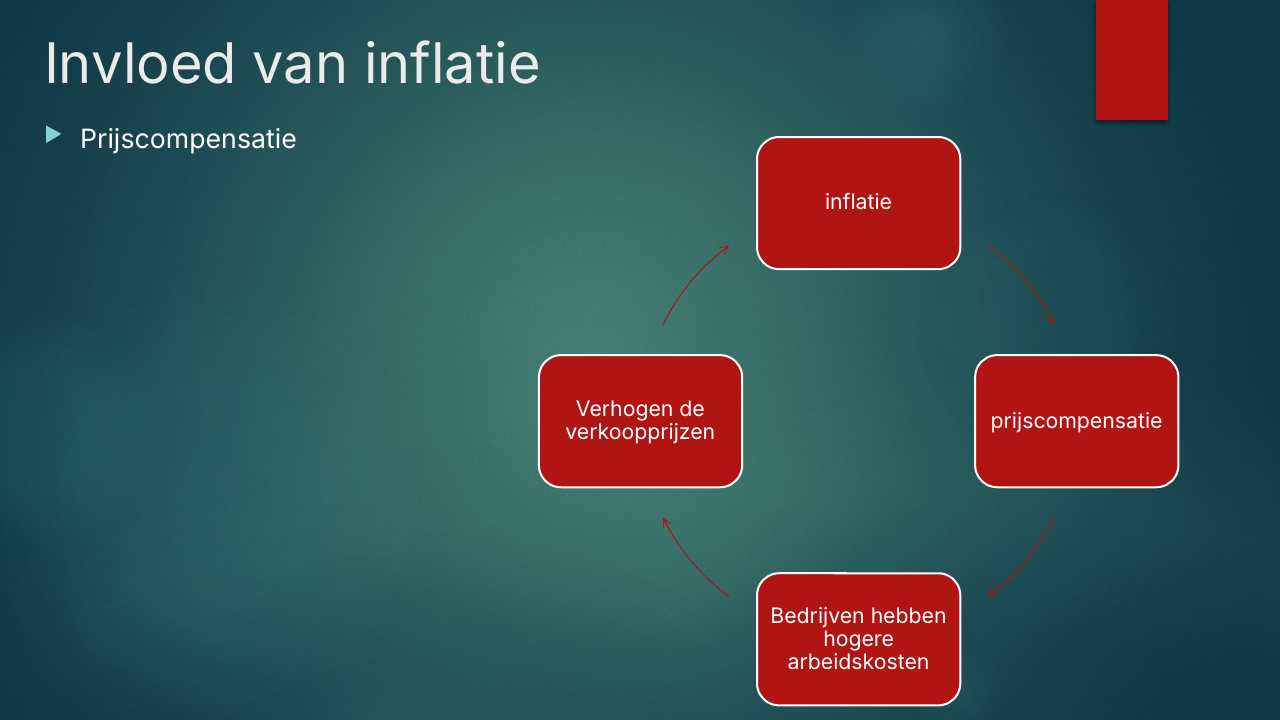 Invloed van inflatie
Prijscompensatie
inflatie
prijscompensatie
Bedrijven hebben
hogere
arbeidskosten
Verhogen de
verkoopprijzen